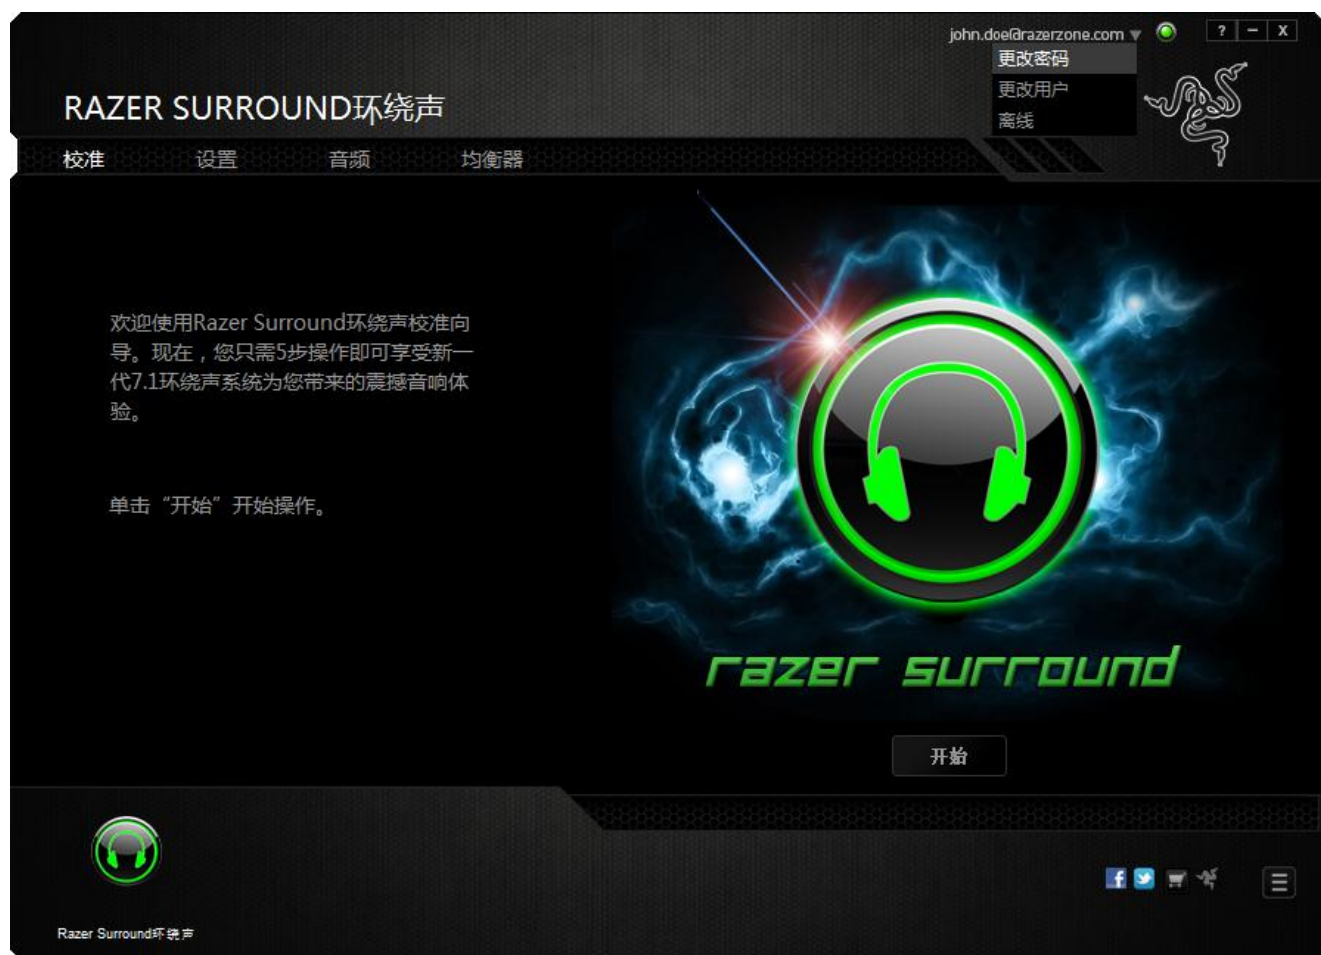 john.doe@razerzone.com
? - X
更改密码
更改用户
离线
RAZER SURROUND环绕声
校准 设置 音频 均衡器
欢迎使用Razer Surround环绕声校准向
导。现在，您只需5步操作即可享受新一
代7.1环绕声系统为您带来的震撼音响体
验。
单击“开始”开始操作。
razer surround
开始
Razer Surround环绕声